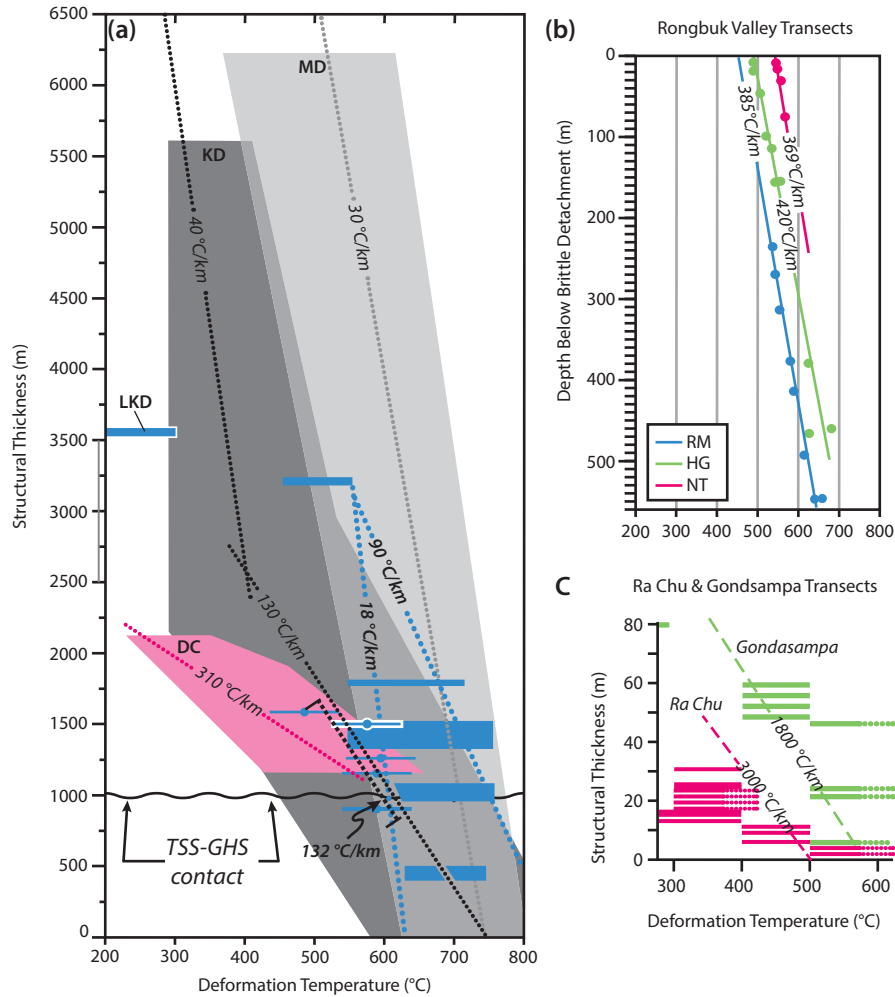 (a)
6500
6000
5500
5000
4500
4000
3500
3000
2500
2000
1500
1000
500
0
Structural Thickness (m)
MD
KD
40 °C/km
30 °C/km
LKD
90 °C/km
18 °C/km
130 °C/km
DC
310 °C/km
132 °C/km
TSS-GHS
contact
200
300
400
500
600
700
800
Deformation Temperature (°C)
(b)
Rongbuk Valley Transects
0
100
200
300
400
500
Depth Below Brittle Detachment (m)
385°C/km
369 °C/km
420°C/km
RM
HG
NT
200
300
400
500
600
700
800
C
Ra Chu & Gondsampa Transects
80
60
40
20
0
Structural Thickness (m)
Gondasampa
Ra Chu
1800 °C/km
3000 °C/km
300
400
500
600
Deformation Temperature (°C)